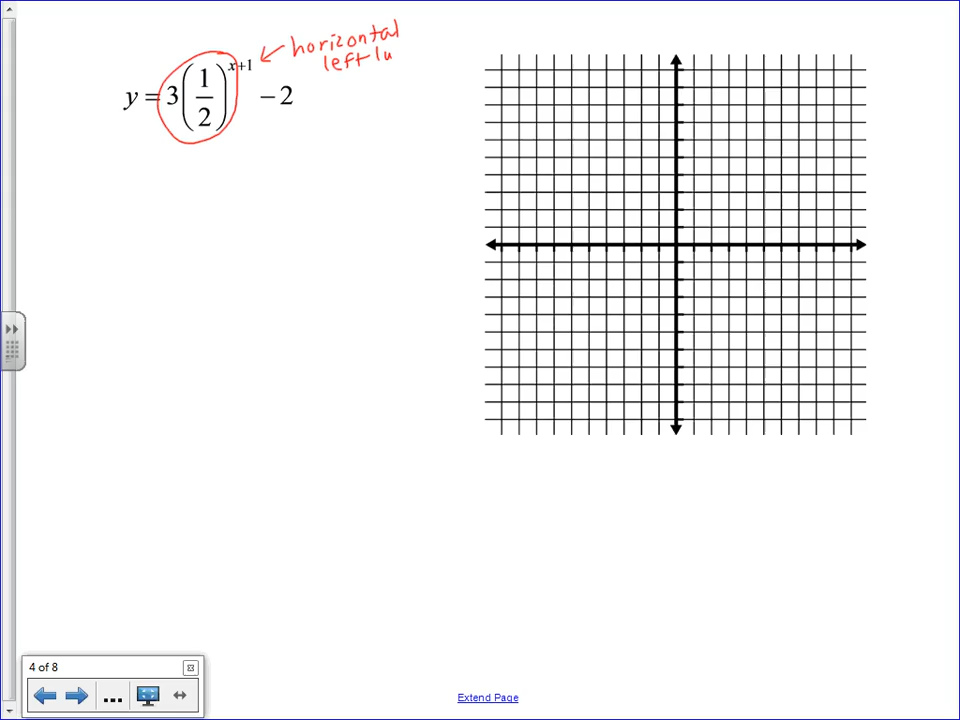 y = 3(1/2)^{x+1} − 2
horizontal
left 1u
4 of 8
...
Extend Page